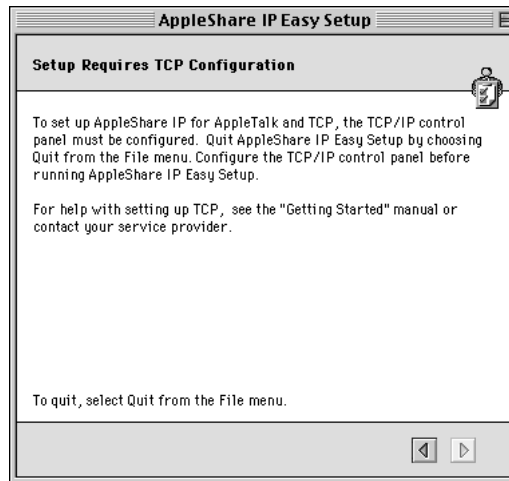 AppleShare IP Easy Setup
Setup Requires TCP Configuration
To set up AppleShare IP for AppleTalk and TCP, the TCP/IP control
panel must be configured. Quit AppleShare IP Easy Setup by choosing
Quit from the File menu. Configure the TCP/IP control panel before
running AppleShare IP Easy Setup.
For help with setting up TCP, see the "Getting Started" manual or
contact your service provider.
To quit, select Quit from the File menu.